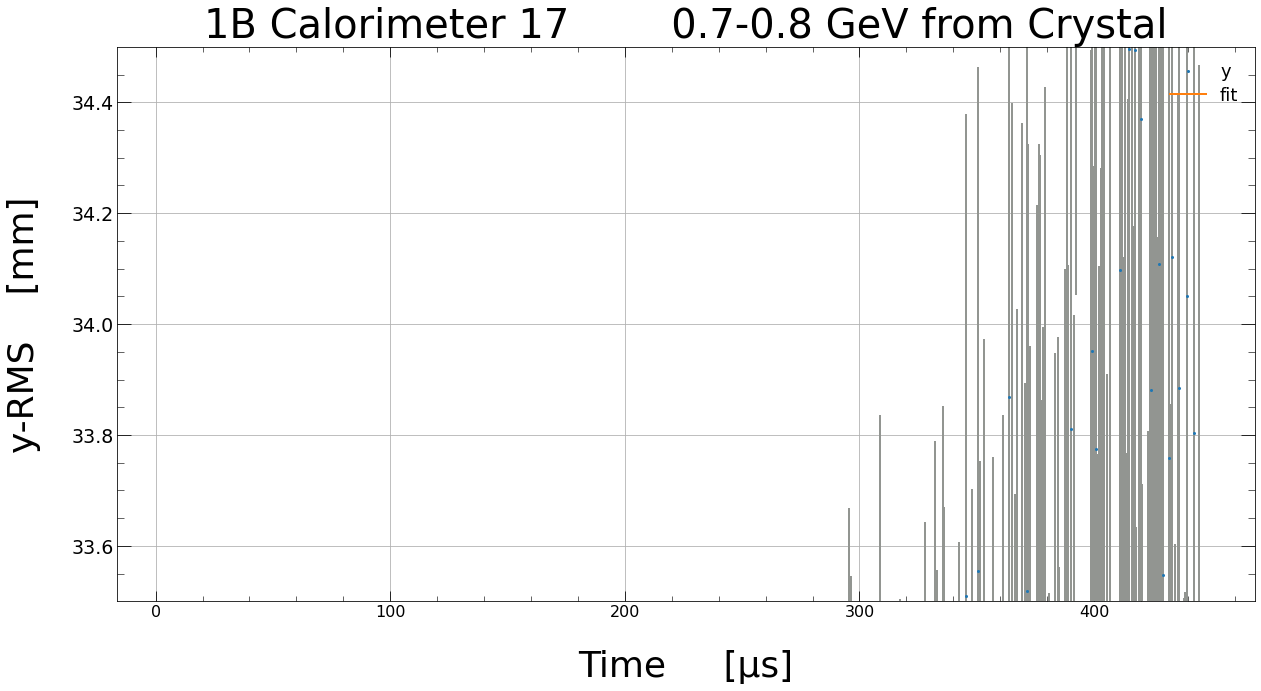 1B Calorimeter 17 0.7-0.8 GeV from Crystal
y
fit
34.4
34.2
34.0
33.8
33.6
y-RMS [mm]
0 100 200 300 400
Time [μs]